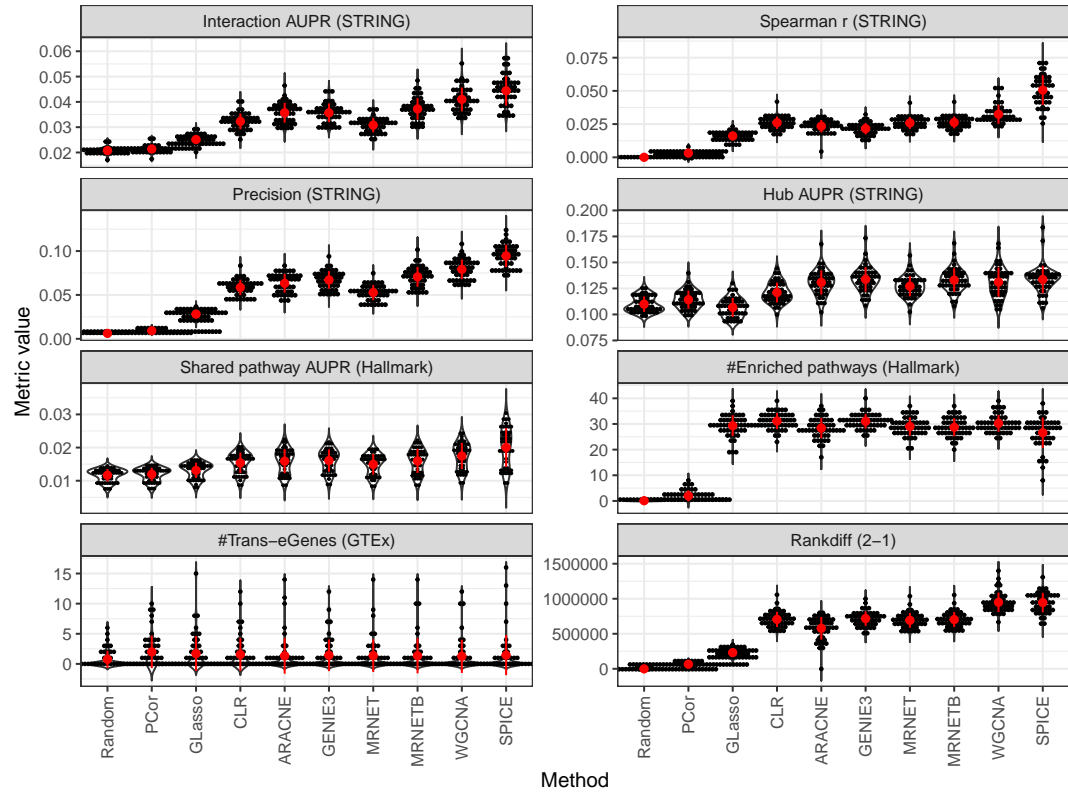 Interaction AUPR (STRING)
0.06
0.05
0.04
0.03
0.02
Spearman r (STRING)
0.075
0.050
0.025
0.000
Precision (STRING)
0.10
0.05
0.00
Hub AUPR (STRING)
0.200
0.175
0.150
0.125
0.100
0.075
Shared pathway AUPR (Hallmark)
0.03
0.02
0.01
#Enriched pathways (Hallmark)
40
30
20
10
0
#Trans−eGenes (GTEx)
15
10
5
0
Rankdiff (2−1)
1500000
1000000
500000
0
Metric value
Random
PCor
GLasso
CLR
ARACNE
GENIE3
MRNET
MRNETB
WGCNA
SPICE
Random
PCor
GLasso
CLR
ARACNE
GENIE3
MRNET
MRNETB
WGCNA
SPICE
Method